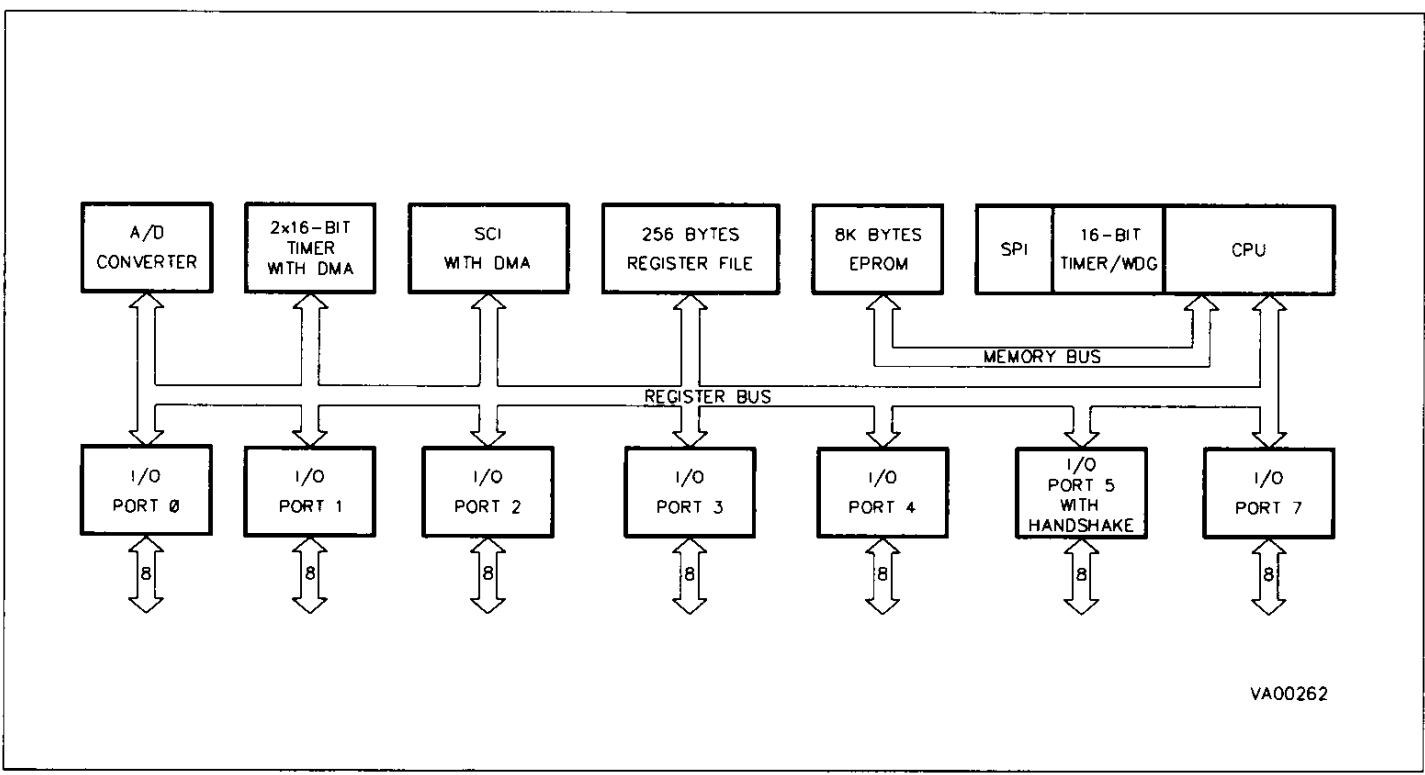 A/D
CONVERTER
2x16-BIT
TIMER
WITH DMA
SCI
WITH DMA
256 BYTES
REGISTER FILE
8K BYTES
EPROM
SPI
16-BIT
TIMER/WDG
CPU
MEMORY BUS
REGISTER BUS
I/O
PORT 0
I/O
PORT 1
I/O
PORT 2
I/O
PORT 3
I/O
PORT 4
I/O
PORT 5
WITH
HANDSHAKE
I/O
PORT 7
8
8
8
8
8
8
8
VA00262